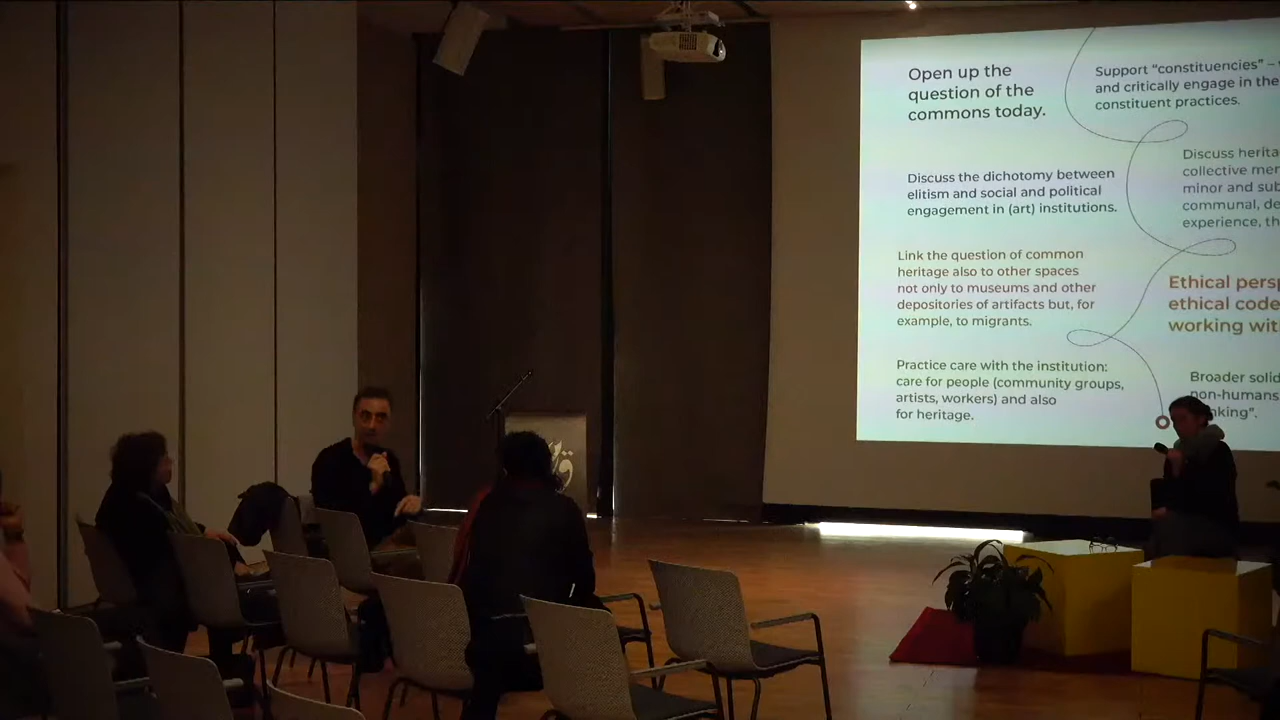 Open up the
question of the
commons today.
Discuss the dichotomy between
elitism and social and political
engagement in (art) institutions.
Link the question of common
heritage also to other spaces
not only to museums and other
depositories of artifacts but, for
example, to migrants.
Practice care with the institution:
care for people (community groups,
artists, workers) and also
for heritage.
Support “constituencies” –
and critically engage in the
constituent practices.
Discuss
collective
minor and
communal,
experience,
Ethical
ethical code
working
Broader
non-humans